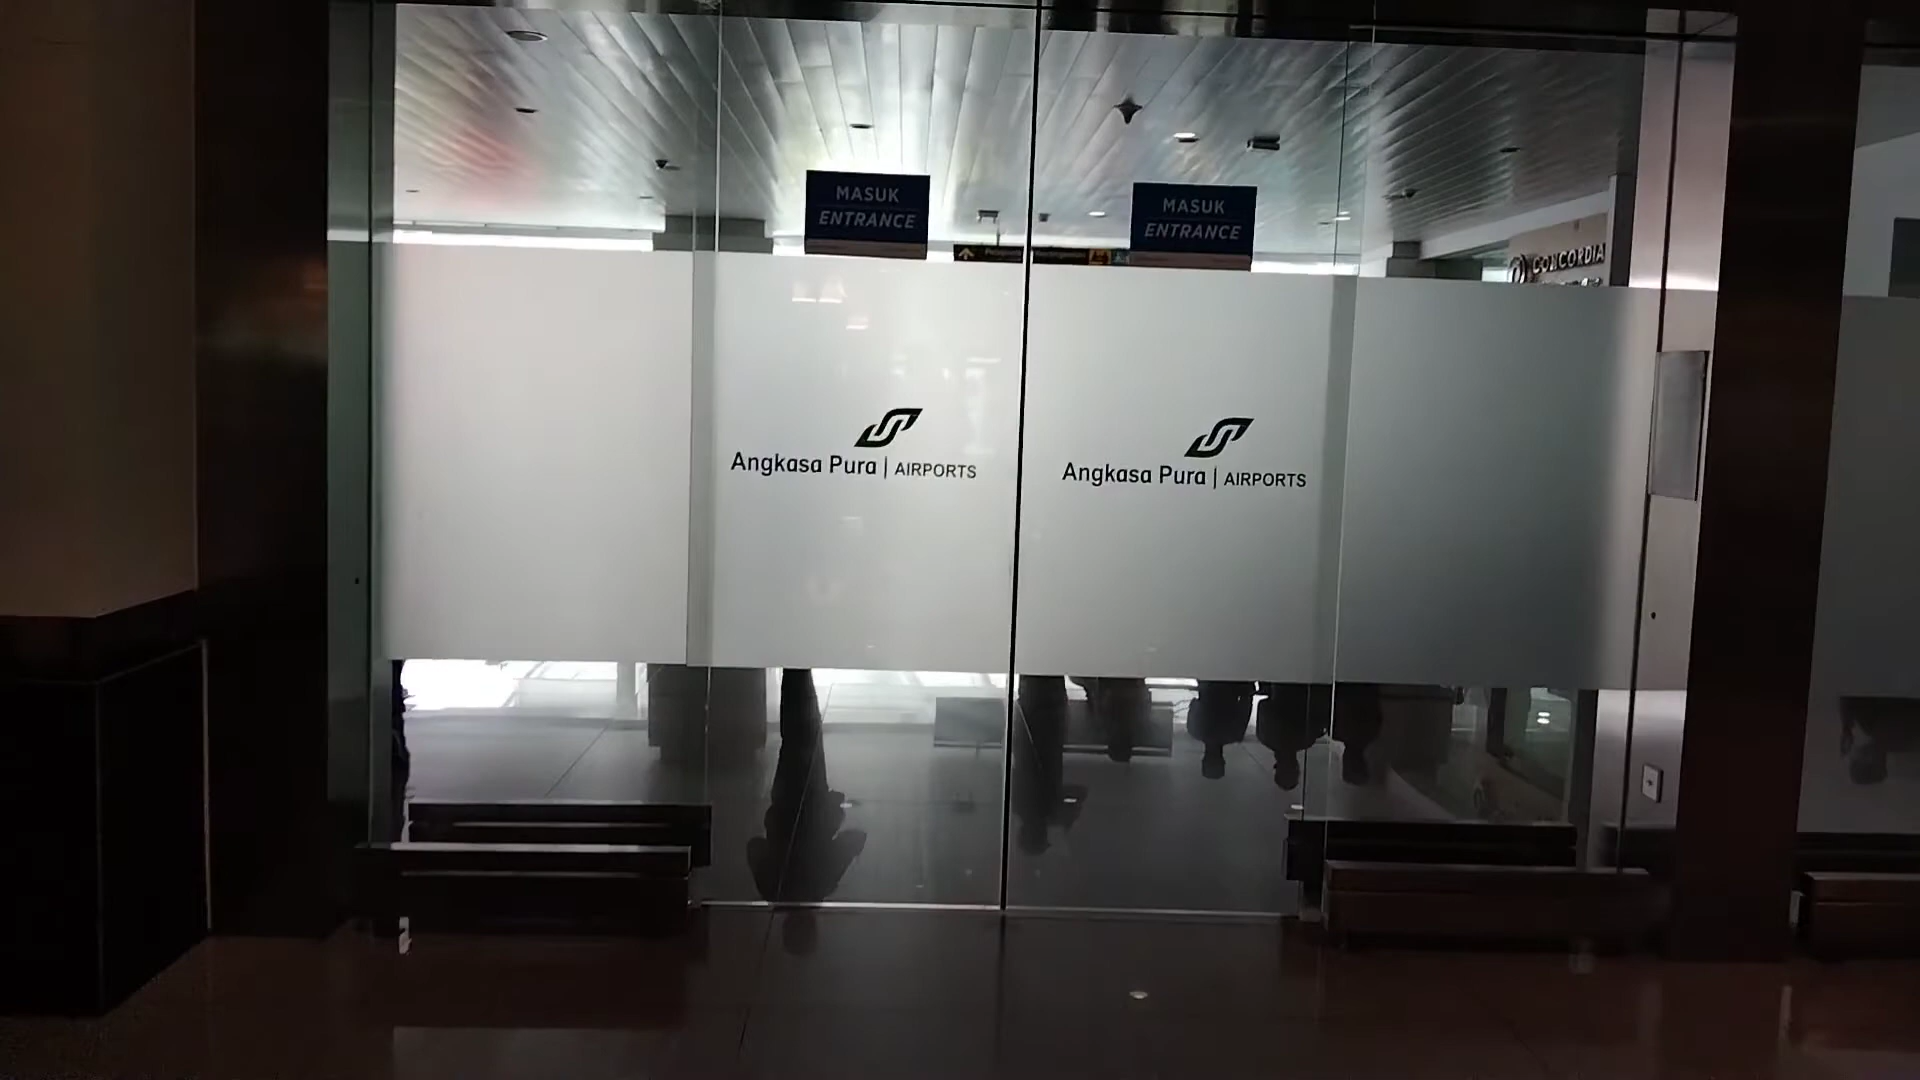 MASUK
ENTRANCE
MASUK
ENTRANCE
CONCORDIA
Angkasa Pura | AIRPORTS
Angkasa Pura | AIRPORTS